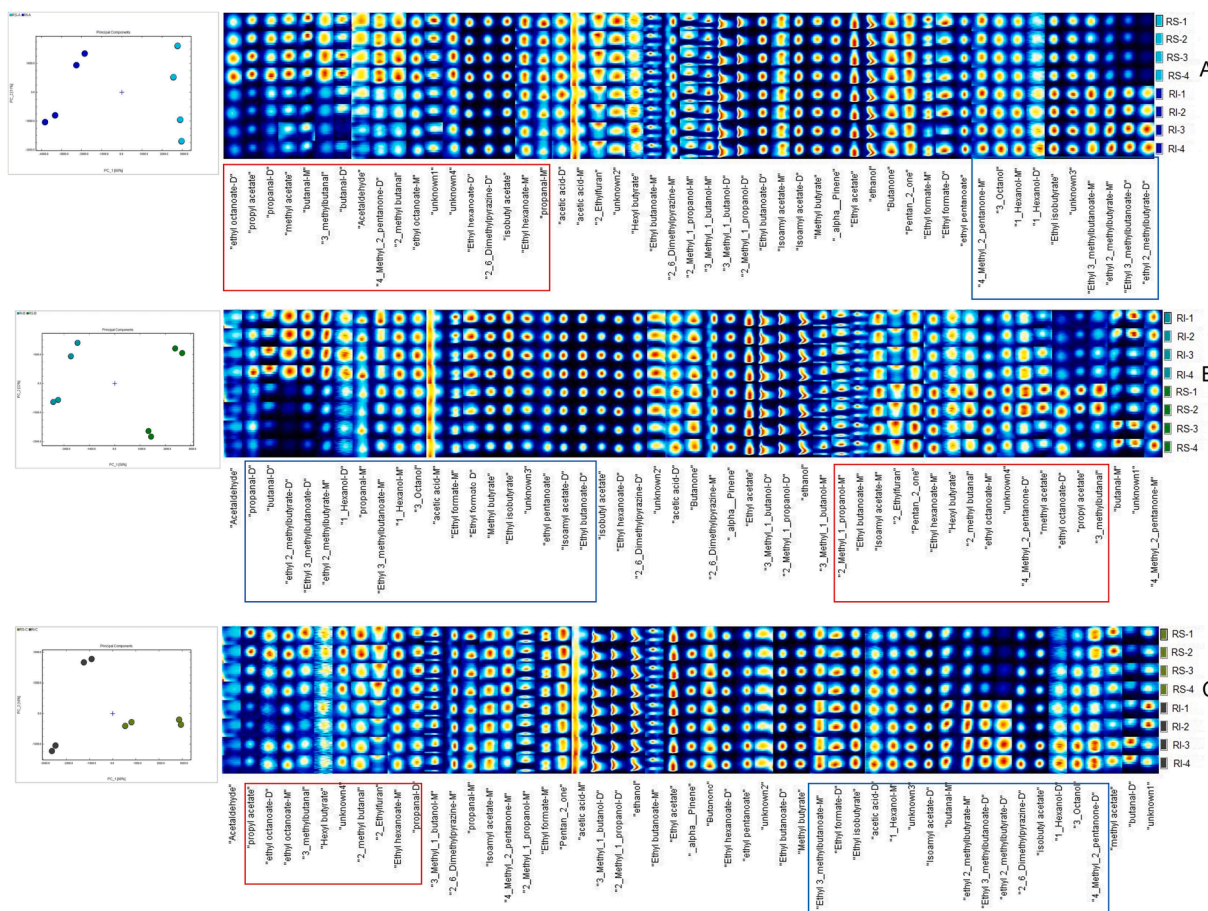 Principal Components
PC_1 [60%]
RS-1
RS-2
RS-3
RS-4
RI-1
RI-2
RI-3
RI-4
A
"ethyl octanoate-D"
"propyl acetate"
"propanal-D"
"methyl acetate"
"butanal-M"
"3_methylbutanal"
"butanal-D"
"Acetaldehyde"
"4_Methyl_2_pentanone-D"
"2_methyl butanal"
"ethyl octanoate-M"
"unknown1"
"unknown4"
"Ethyl hexanoate-D"
"2_6_Dimethylpyrazine-D"
"isobutyl acetate"
"Ethyl hexanoate-M"
"propanal-M"
"acetic acid-D"
"acetic acid-M"
"2_Ethylfuran"
"unknown2"
"Hexyl butyrate"
"Ethyl butanoate-M"
"2_6_Dimethylpyrazine-M"
"2_Methyl_1_propanol-M"
"3_Methyl_1_butanol-M"
"3_Methyl_1_butanol-D"
"2_Methyl_1_propanol-D"
"Ethyl butanoate-D"
"Isoamyl acetate-M"
"Isoamyl acetate-D"
"Methyl butyrate"
"_alpha__Pinene"
"Ethyl acetate"
"ethanol"
"Butanone"
"Pentan_2_one"
"Ethyl formate-M"
"Ethyl formate-D"
"ethyl pentanoate"
"4_Methyl_2_pentanone-M"
"3_Octanol"
"1_Hexanol-M"
"1_Hexanol-D"
"Ethyl isobutyrate"
"unknown3"
"Ethyl 3_methylbutanoate-M"
"ethyl 2_methylbutyrate-M"
"Ethyl 3_methylbutanoate-D"
"ethyl 2_methylbutyrate-D"
Principal Components
RI-1
RI-2
RI-3
RI-4
RS-1
RS-2
RS-3
RS-4
"Acetaldehyde"
"propanal-D"
"butanal-D"
"ethyl 2_methylbutyrate-D"
"Ethyl 3_methylbutanoate-D"
"ethyl 2_methylbutyrate-M"
"1_Hexanol-D"
"propanal-M"
"Ethyl 3_methylbutanoate-M"
"1_Hexanol-M"
"3_Octanol"
"acetic acid-M"
"Ethyl formate-M"
"Ethyl formate D"
"Methyl butyrate"
"Ethyl isobutyrate"
"unknown3"
"ethyl pentanoate"
"Isoamyl acetate-D"
"Ethyl butanoate-D"
"isobutyl acetate"
"Ethyl hexanoate-D"
"2_6_Dimethylpyrazine-D"
"unknown2"
"acetic acid-D"
"Butanone"
"2_6_Dimethylpyrazine-M"
"_alpha__Pinene"
"Ethyl acetate"
"3_Methyl_1_butanol-D"
"2_Methyl_1_propanol-D"
"ethanol"
"3_Methyl_1_butanol-M"
"2_Methyl_1_propanol-M"
"Ethyl butanoate-M"
"Isoamyl acetate-M"
"2_Ethylfuran"
"Pentan_2_one"
"Ethyl hexanoate-M"
"Hexyl butyrate"
"2_methyl butanal"
"ethyl octanoate-M"
"unknown4"
"4_Methyl_2_pentanone-D"
"methyl acetate"
"ethyl octanoate-D"
"propyl acetate"
"3_methylbutanal"
"butanal-M"
"unknown1"
"4_Methyl_2_pentanone-M"
Principal Components
RS-1
RS-2
RS-3
RS-4
RI-1
RI-2
RI-3
RI-4
"Acetaldehyde"
"propyl acetate"
"ethyl octanoate-D"
"ethyl octanoate-M"
"3_methylbutanal"
"Hexyl butyrate"
"unknown4"
"2_methyl butanal"
"2_Ethylfuran"
"Ethyl hexanoate-M"
"propanal-D"
"3_Methyl_1_butanol-M"
"2_6_Dimethylpyrazine-M"
"propanal-M"
"Isoamyl acetate-M"
"4_Methyl_2_pentanone-M"
"2_Methyl_1_propanol-M"
"Ethyl formate-M"
"Pentan_2_one"
"acetic acid-M"
"3_Methyl_1_butanol-D"
"2_Methyl_1_propanol-D"
"ethanol"
"Ethyl butanoate-M"
"Ethyl acetate"
"_alpha__Pinene"
"Butanone"
"Ethyl hexanoate-D"
"ethyl pentanoate"
"unknown2"
"Ethyl butanoate-D"
"Methyl butyrate"
"Ethyl 3_methylbutanoate-M"
"Ethyl formate-D"
"Ethyl isobutyrate"
"acetic acid-D"
"1_Hexanol-M"
"unknown3"
"Isoamyl acetate-D"
"butanal-M"
"ethyl 2_methylbutyrate-M"
"Ethyl 3_methylbutanoate-D"
"ethyl 2_methylbutyrate-D"
"2_6_Dimethylpyrazine-D"
"isobutyl acetate"
"1_Hexanol-D"
"3_Octanol"
"4_Methyl_2_pentanone-D"
"methyl acetate"
"butanal-D"
"unknown1"